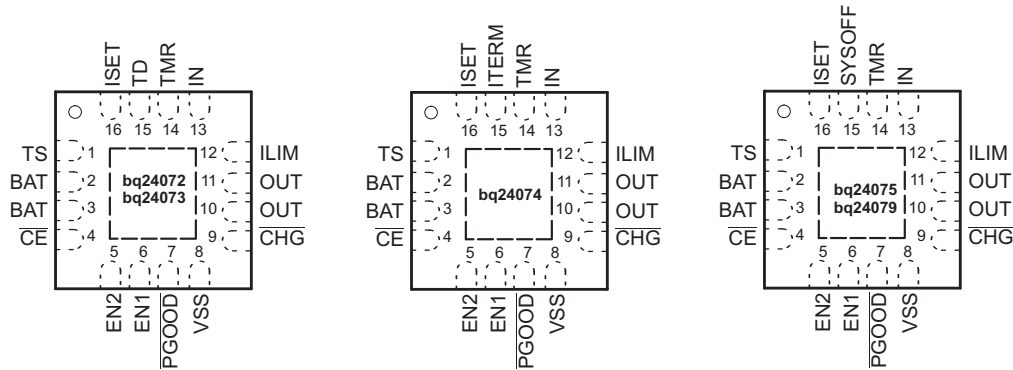 ISET TD TMR IN
16 15 14 13
TS 1 12 ILIM
BAT 2 bq24072 11 OUT
BAT 3 bq24073 10 OUT
CE 4 9 CHG
5 6 7 8
EN2 EN1 PGOOD VSS
ISET ITERM TMR IN
16 15 14 13
TS 1 12 ILIM
BAT 2 bq24074 11 OUT
BAT 3 10 OUT
CE 4 9 CHG
5 6 7 8
EN2 EN1 PGOOD VSS
ISET SYSOFF TMR IN
16 15 14 13
TS 1 12 ILIM
BAT 2 bq24075 11 OUT
BAT 3 bq24079 10 OUT
CE 4 9 CHG
5 6 7 8
EN2 EN1 PGOOD VSS